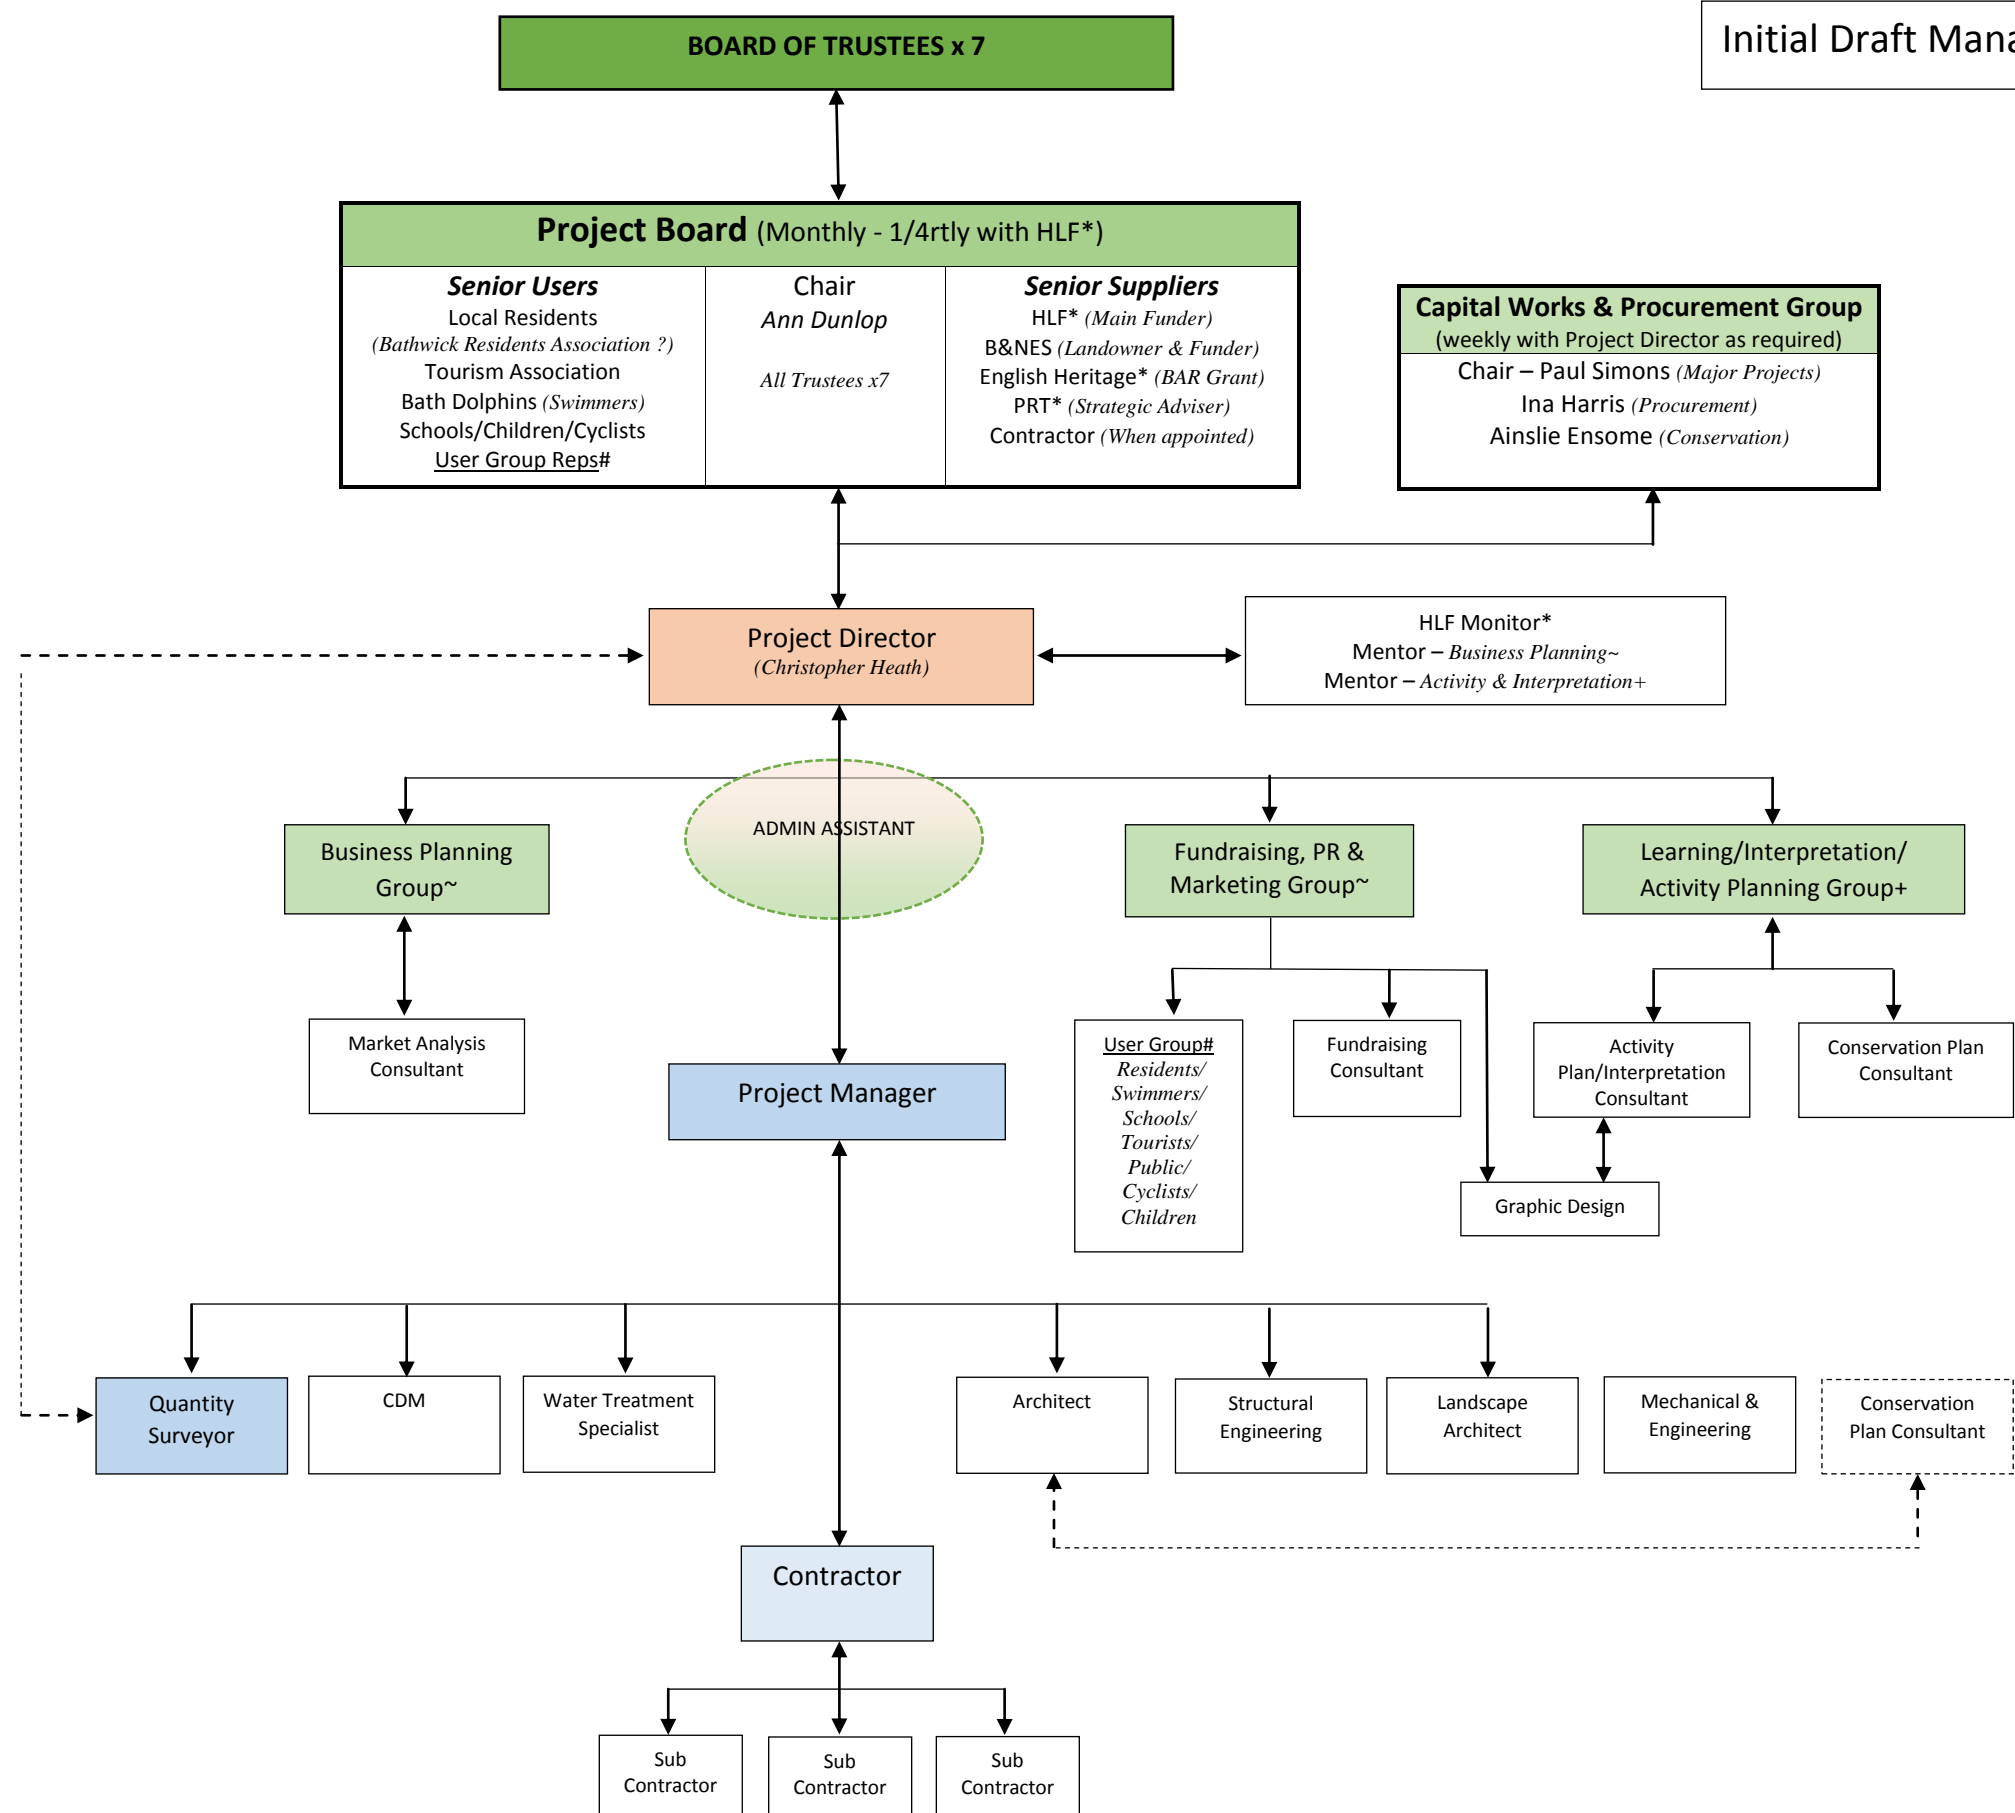 Initial Draft Mana
BOARD OF TRUSTEES x 7
Project Board (Monthly - 1/4rtly with HLF*)
Senior Users
Local Residents
(Bathwick Residents Association ?)
Tourism Association
Bath Dolphins (Swimmers)
Schools/Children/Cyclists
User Group Reps#
Chair
Ann Dunlop
All Trustees x7
Senior Suppliers
HLF* (Main Funder)
B&NES (Landowner & Funder)
English Heritage* (BAR Grant)
PRT* (Strategic Adviser)
Contractor (When appointed)
Capital Works & Procurement Group
(weekly with Project Director as required)
Chair – Paul Simons (Major Projects)
Ina Harris (Procurement)
Ainslie Ensome (Conservation)
Project Director
(Christopher Heath)
HLF Monitor*
Mentor – Business Planning~
Mentor – Activity & Interpretation+
ADMIN ASSISTANT
Business Planning
Group~
Fundraising, PR &
Marketing Group~
Learning/Interpretation/
Activity Planning Group+
Market Analysis
Consultant
Project Manager
User Group#
Residents/
Swimmers/
Schools/
Tourists/
Public/
Cyclists/
Children
Fundraising
Consultant
Activity
Plan/Interpretation
Consultant
Conservation Plan
Consultant
Graphic Design
Quantity
Surveyor
CDM
Water Treatment
Specialist
Architect
Structural
Engineering
Landscape
Architect
Mechanical &
Engineering
Conservation
Plan Consultant
Contractor
Sub
Contractor
Sub
Contractor
Sub
Contractor